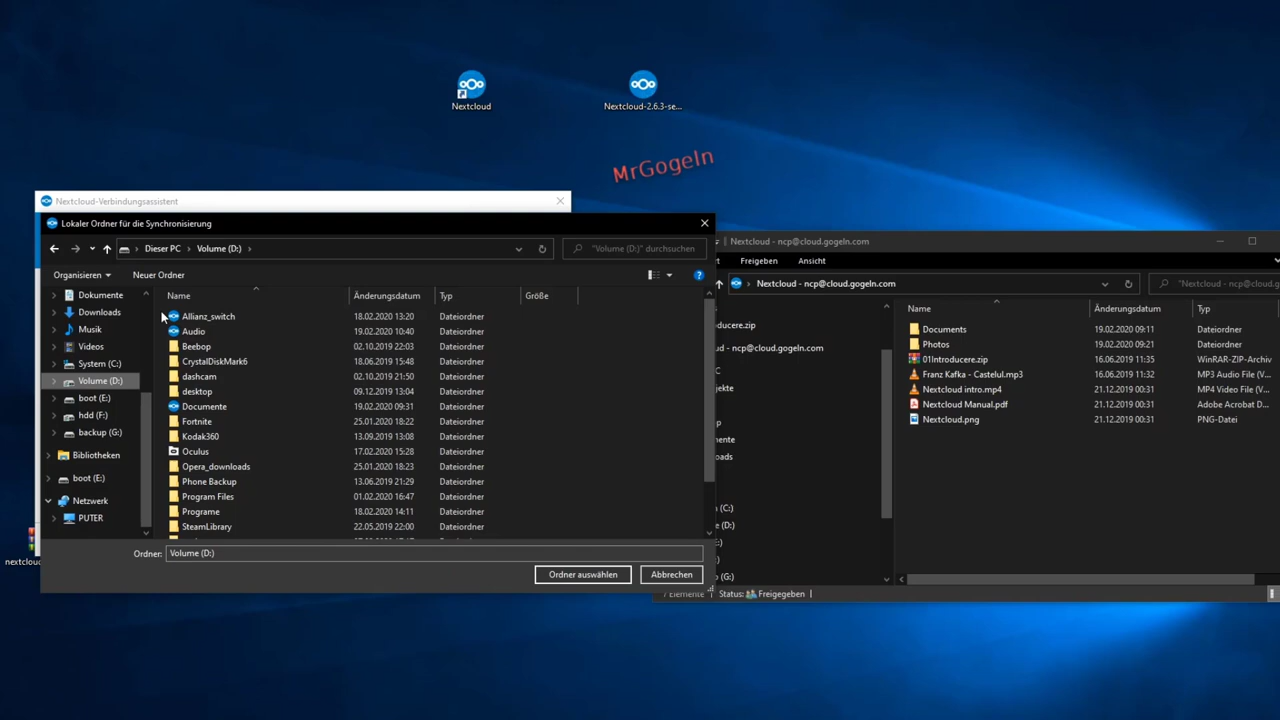 Nextcloud
Nextcloud-2.6.3-se...
MrGogeln
Nextcloud-Verbindungsassistent
Lokaler Ordner für die Synchronisierung
Dieser PC > Volume (D:) >
"Volume (D:)" durchsuchen
Organisieren
Neuer Ordner
Dokumente
Downloads
Musik
Videos
System (C:)
Volume (D:)
boot (E:)
hdd (F:)
backup (G:)
Bibliotheken
boot (E:)
Netzwerk
PUTER
Name Änderungsdatum Typ Größe
Allianz_switch 18.02.2020 13:20 Dateiordner
Audio 19.02.2020 10:40 Dateiordner
Beebop 02.10.2019 22:03 Dateiordner
CrystalDiskMark6 18.06.2019 15:48 Dateiordner
dashcam 02.10.2019 21:50 Dateiordner
desktop 09.12.2019 13:04 Dateiordner
Documente 19.02.2020 09:31 Dateiordner
Fortnite 25.01.2020 18:22 Dateiordner
Kodak360 13.09.2019 13:08 Dateiordner
Oculus 17.02.2020 15:28 Dateiordner
Opera_downloads 25.01.2020 18:23 Dateiordner
Phone Backup 13.06.2019 21:29 Dateiordner
Program Files 01.02.2020 16:47 Dateiordner
Programe 18.02.2020 14:11 Dateiordner
SteamLibrary 22.05.2019 22:00 Dateiordner
Ordner: Volume (D:)
Ordner auswählen
Abbrechen
nextcloud
Nextcloud - ncp@cloud.gogeln.com
Freigeben Ansicht
Nextcloud - ncp@cloud.gogeln.com
"Nextcloud - ncp@cloud.g
ducere.zip
ud - ncp@cloud.gogeln.com
C
jekte
p
mente
oads
(C:)
e (D:)
E:)
)
p (G:)
Name Änderungsdatum Typ
Documents 19.02.2020 09:11 Dateiordner
Photos 19.02.2020 09:21 Dateiordner
01Introducere.zip 16.06.2019 11:35 WinRAR-ZIP-Archiv
Franz Kafka - Castelul.mp3 16.06.2019 11:32 MP3 Audio File (V...
Nextcloud intro.mp4 21.12.2019 00:31 MP4 Video File (V
Nextcloud Manual.pdf 21.12.2019 00:31 Adobe Acrobat D...
Nextcloud.png 21.12.2019 00:31 PNG-Datei
7 Elemente Status: Freigegeben